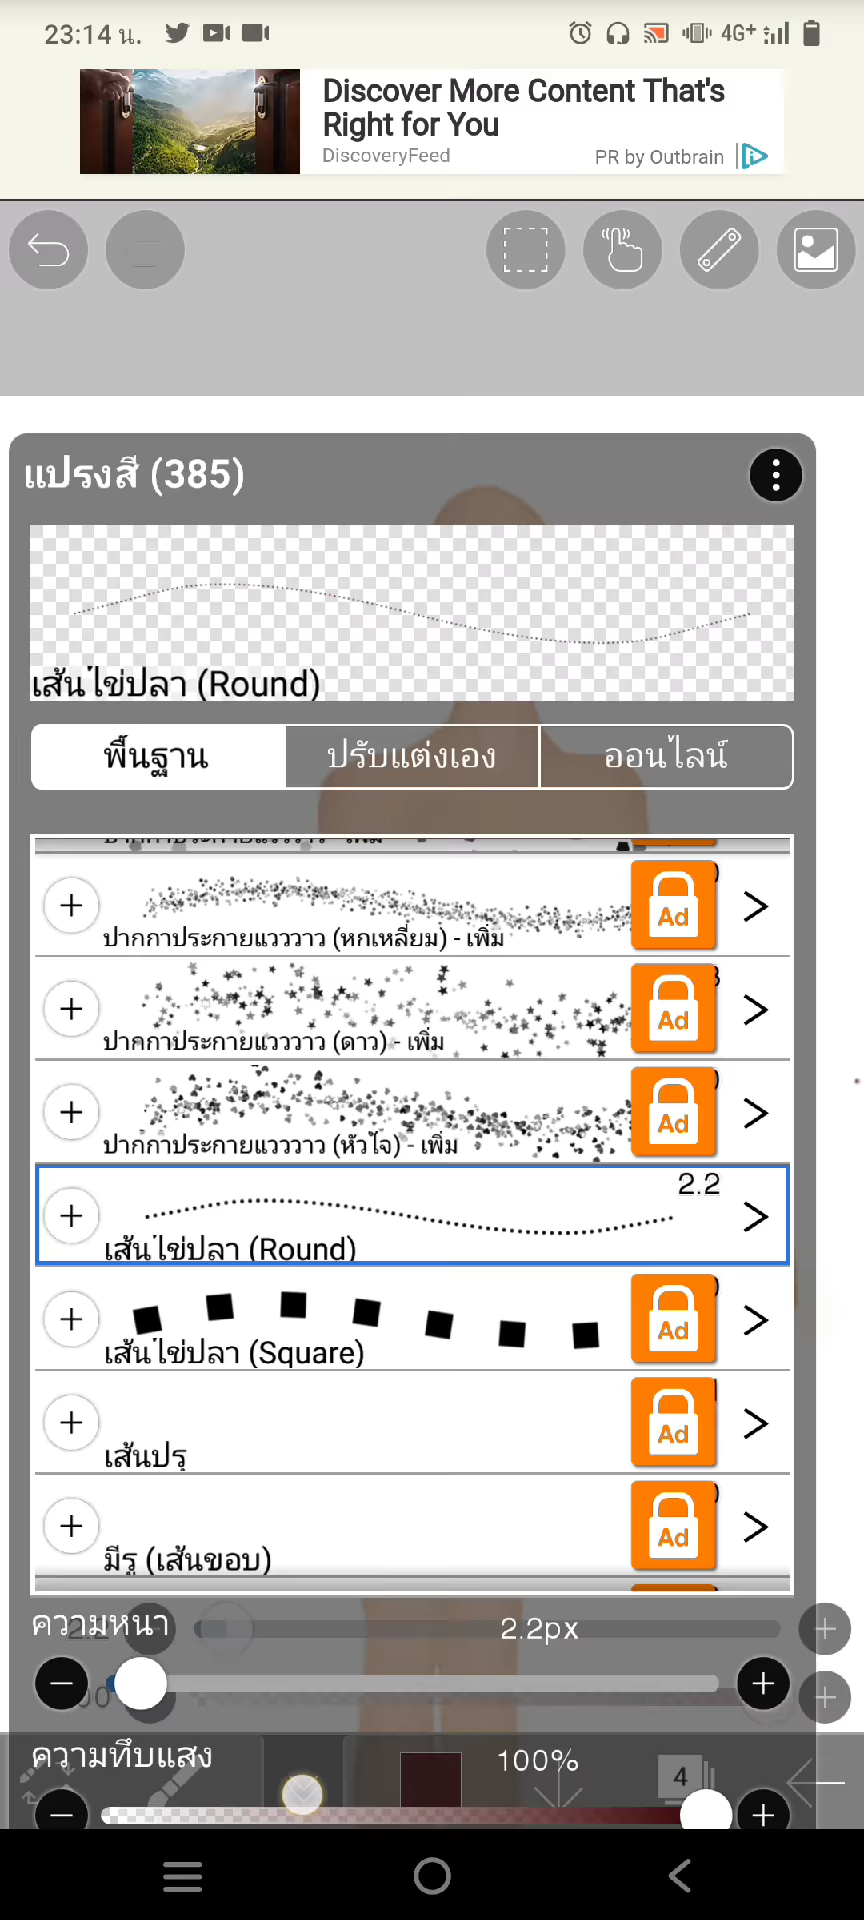 23:14 น.
4G+
Discover More Content That's
Right for You
DiscoveryFeed
PR by Outbrain
แปรงสี (385)
เส้นไข่ปลา (Round)
พื้นฐาน
ปรับแต่งเอง
ออนไลน์
ปากกาประกายแวววาว (หกเหลี่ยม) - เพิ่ม
Ad
ปากกาประกายแวววาว (ดาว) - เพิ่ม
Ad
ปากกาประกายแวววาว (หัวใจ) - เพิ่ม
Ad
2.2
เส้นไข่ปลา (Round)
เส้นไข่ปลา (Square)
Ad
เส้นปรุ
Ad
มีรู (เส้นขอบ)
Ad
ความหนา
2.2px
ความทึบแสง
100%
4